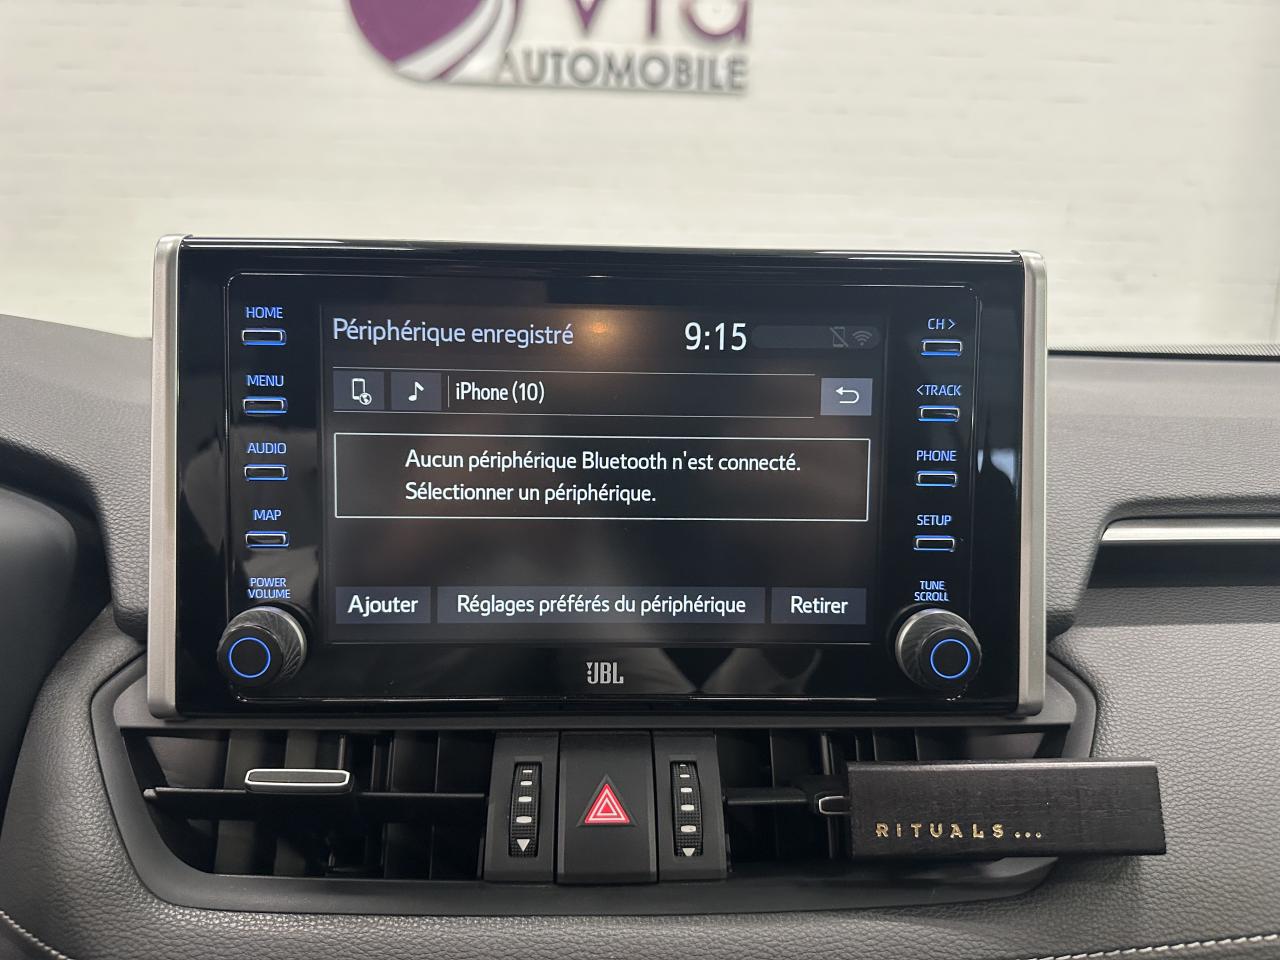 AUTOMOBILE
HOME
MENU
AUDIO
MAP
POWER
VOLUME
Périphérique enregistré
9:15
iPhone (10)
Aucun périphérique Bluetooth n'est connecté.
Sélectionner un périphérique.
Ajouter
Réglages préférés du périphérique
Retirer
JBL
CH>
<TRACK
PHONE
SETUP
TUNE
SCROLL
RITUALS...